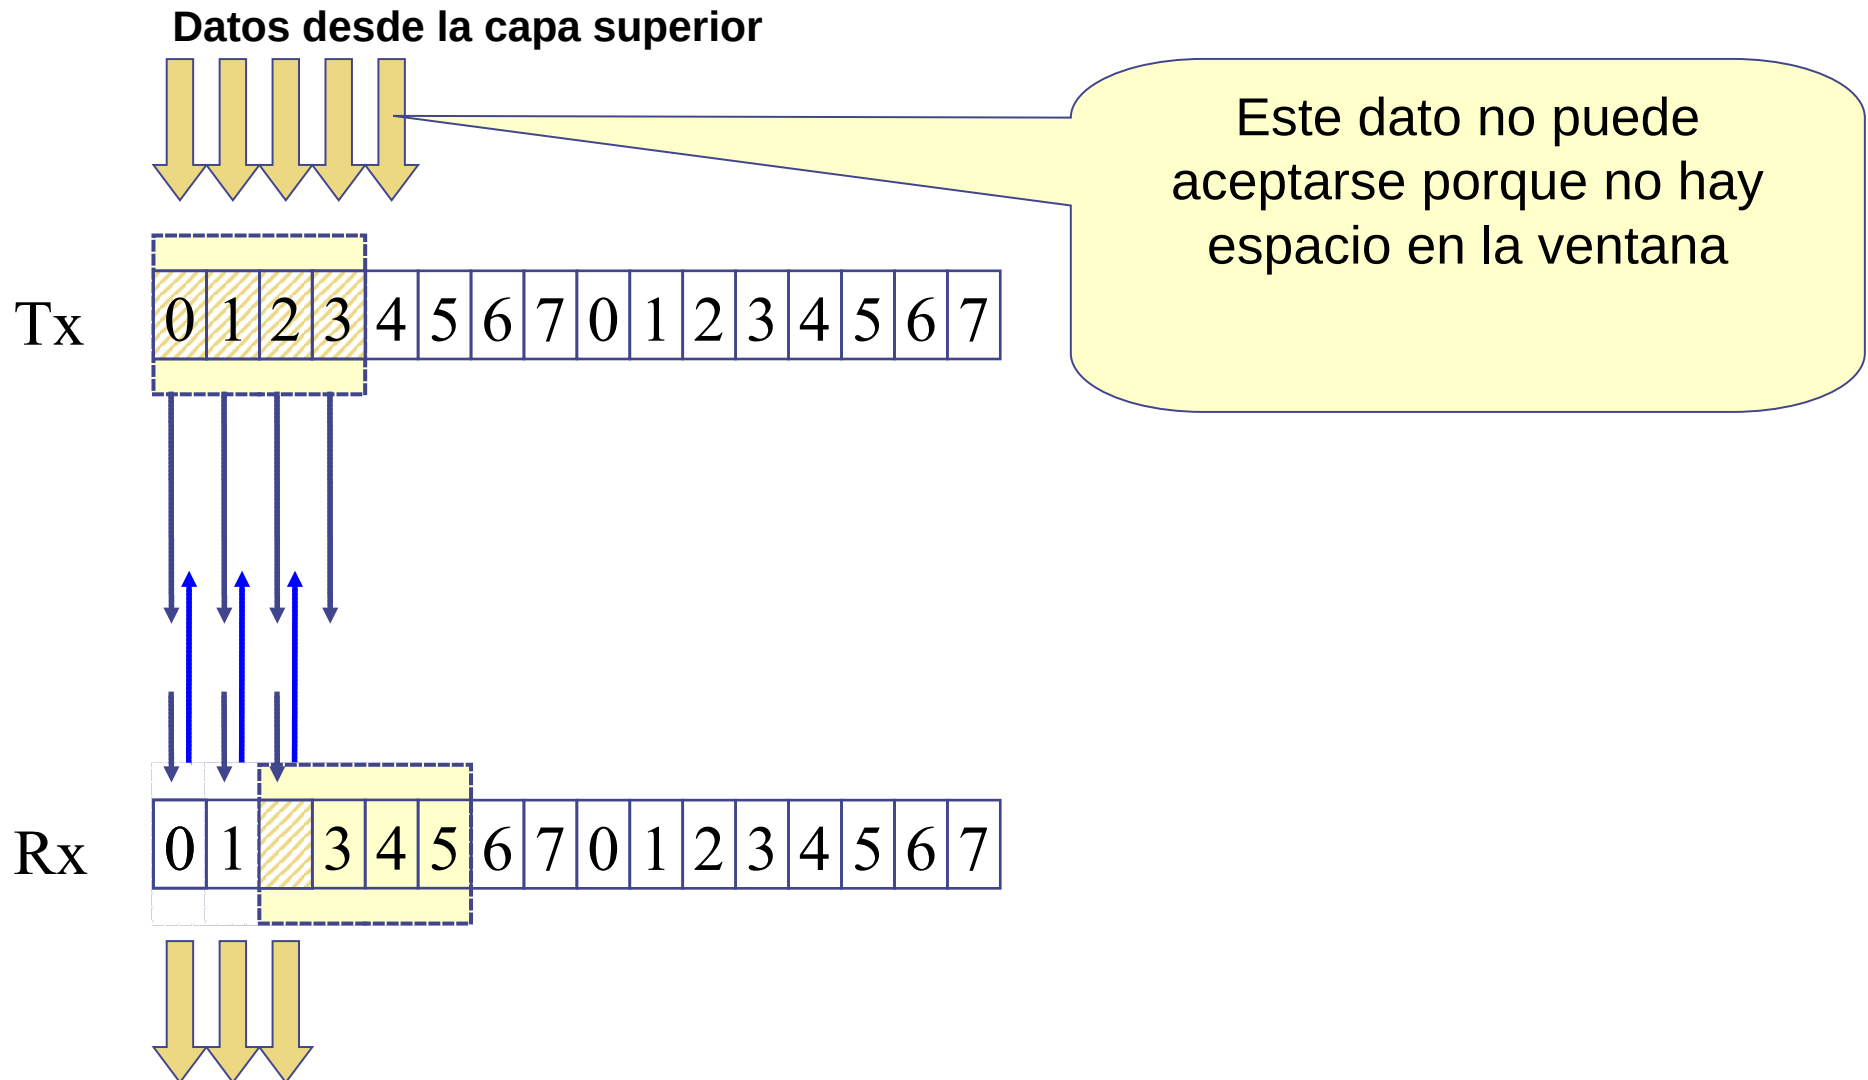 Datos desde la capa superior
Este dato no puede
aceptarse porque no hay
espacio en la ventana
Tx 0 1 2 3 4 5 6 7 0 1 2 3 4 5 6 7
Rx 0 1 3 4 5 6 7 0 1 2 3 4 5 6 7